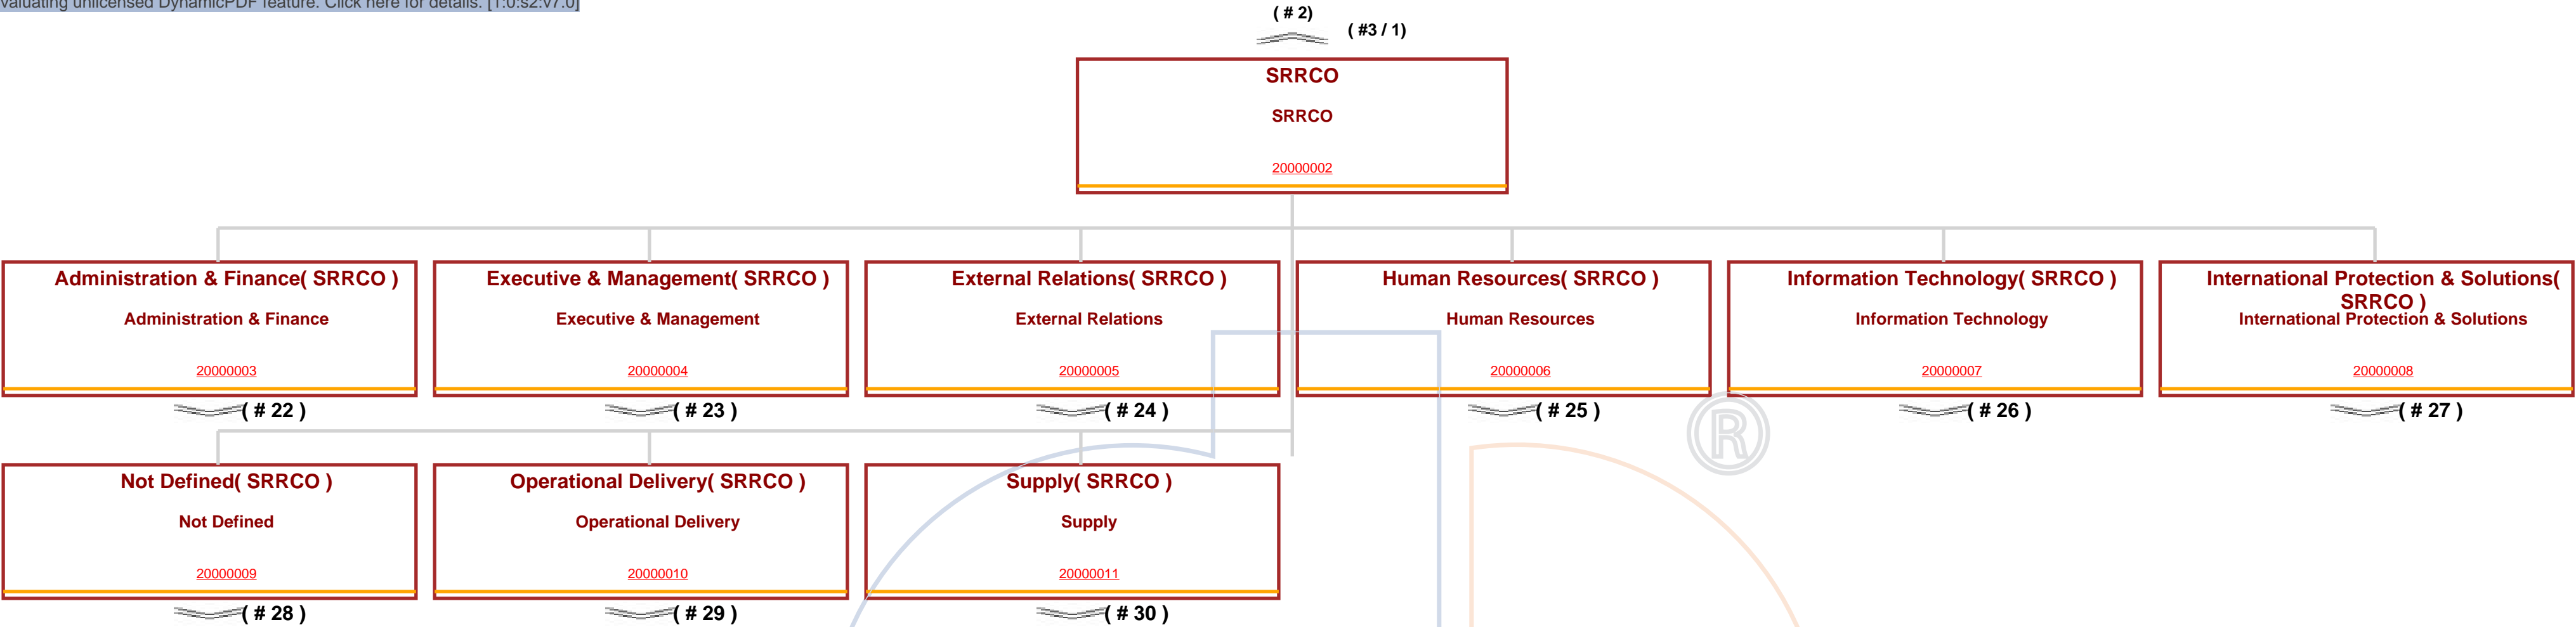 valuating unlicensed DynamicPDF feature. Click here for details. [1:0:s2:v7.0]
( # 2)
( #3 / 1)
SRRCO
SRRCO
20000002
Administration & Finance( SRRCO )
Administration & Finance
20000003
( # 22 )
Executive & Management( SRRCO )
Executive & Management
20000004
( # 23 )
External Relations( SRRCO )
External Relations
20000005
( # 24 )
Human Resources( SRRCO )
Human Resources
20000006
( # 25 )
Information Technology( SRRCO )
Information Technology
20000007
( # 26 )
International Protection & Solutions(
SRRCO )
International Protection & Solutions
20000008
( # 27 )
Not Defined( SRRCO )
Not Defined
20000009
( # 28 )
Operational Delivery( SRRCO )
Operational Delivery
20000010
( # 29 )
Supply( SRRCO )
Supply
20000011
( # 30 )
®